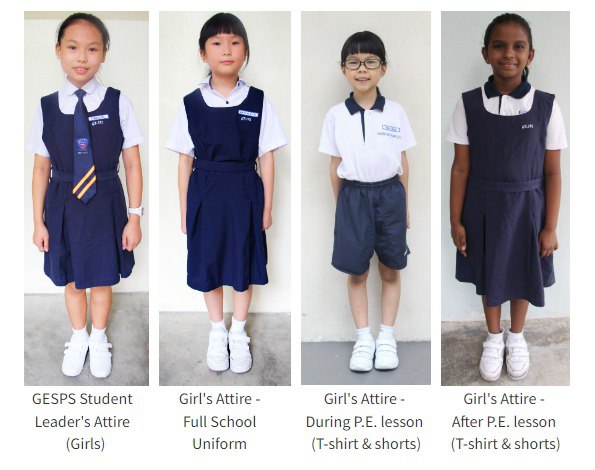 GESPS Student
Leader's Attire
(Girls)
Girl's Attire -
Full School
Uniform
Girl's Attire -
During P.E. lesson
(T-shirt & shorts)
Girl's Attire -
After P.E. lesson
(T-shirt & shorts)